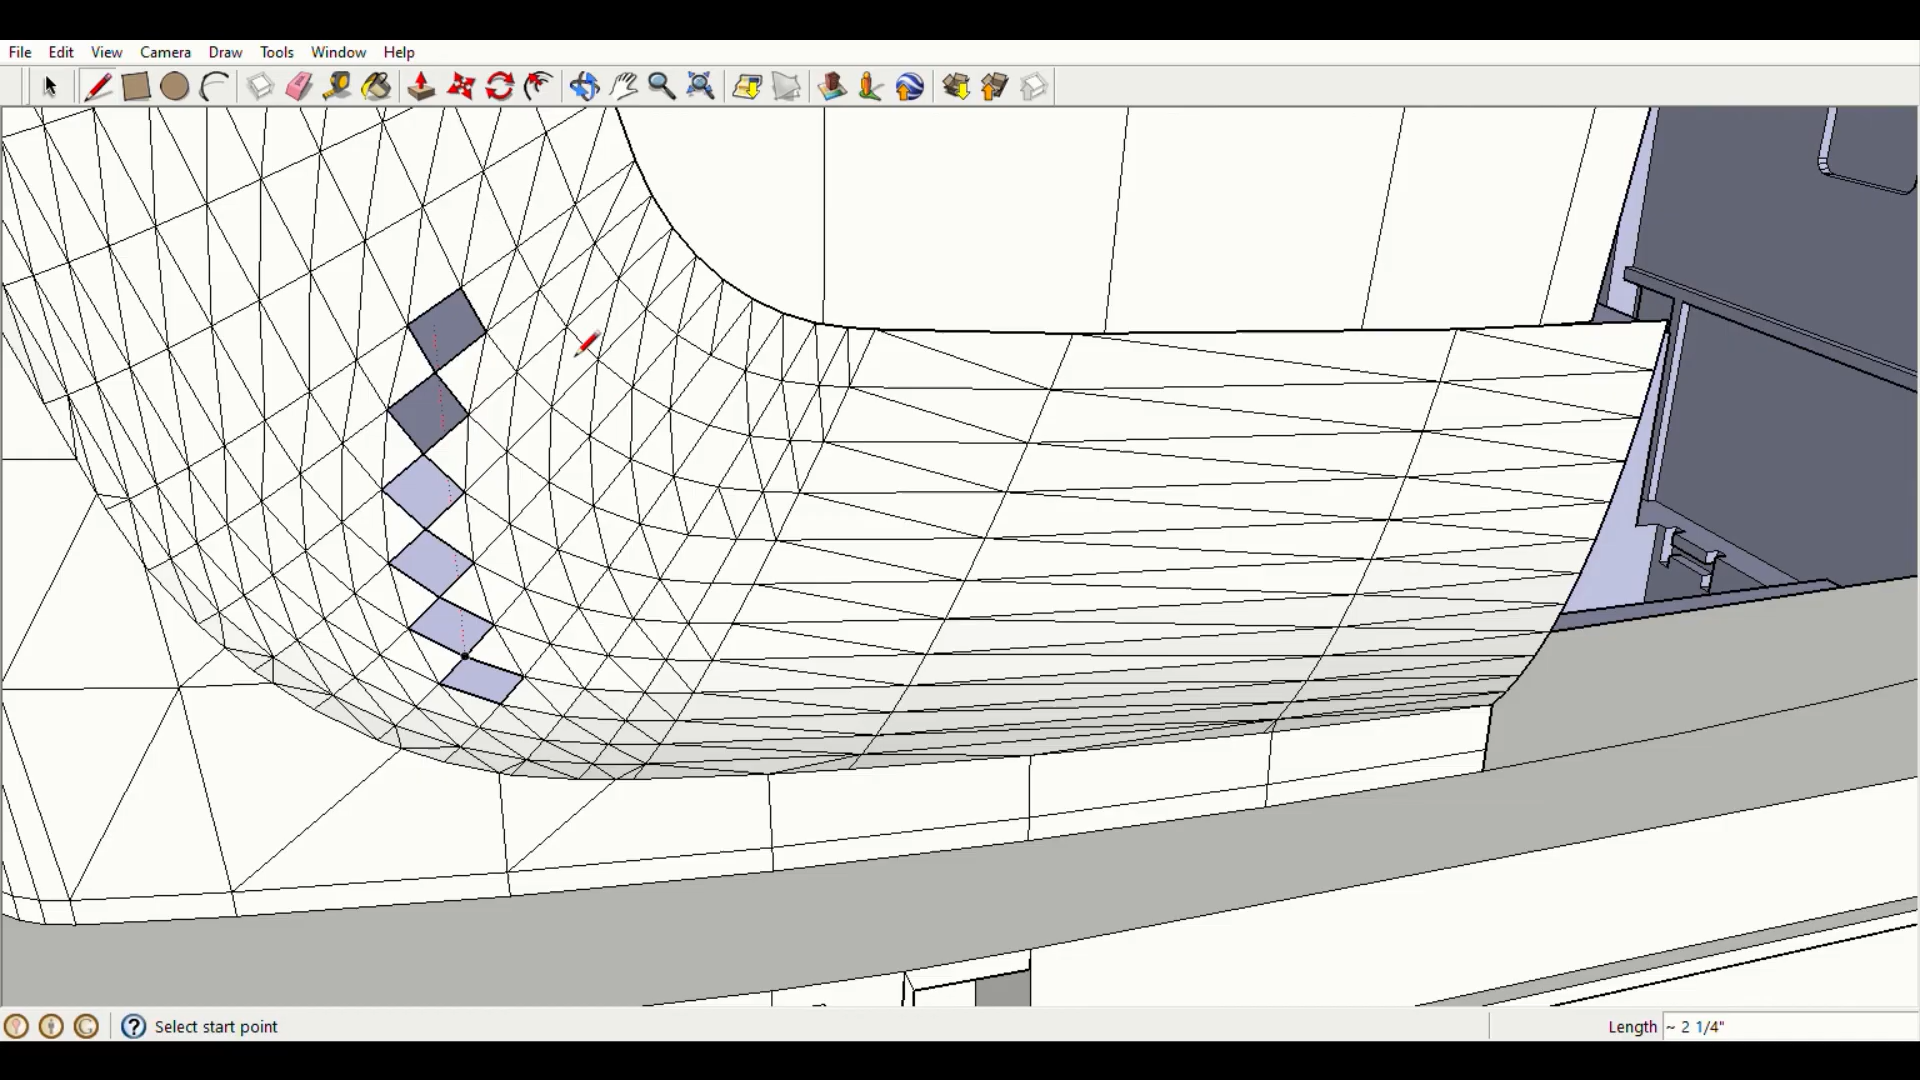 File Edit View Camera Draw Tools Window Help
Select start point
Length ~ 2 1/4"